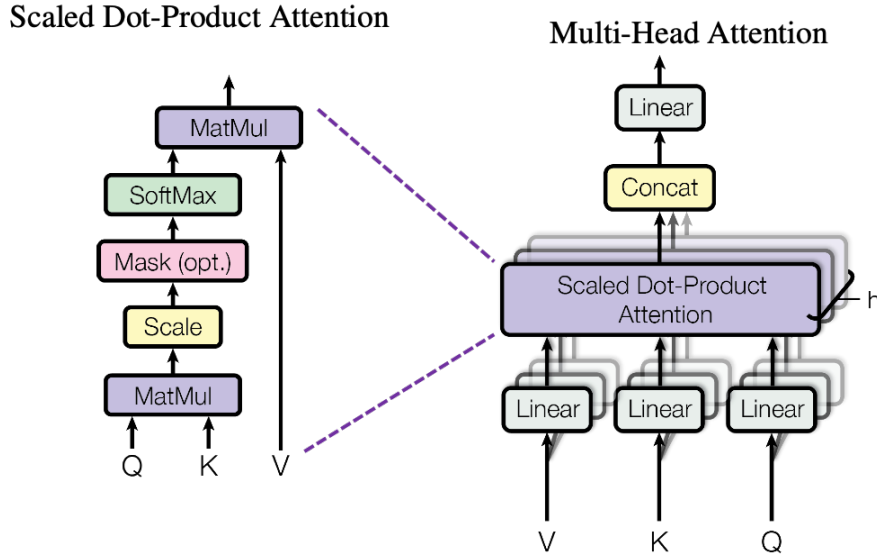 Scaled Dot-Product Attention
MatMul
SoftMax
Mask (opt.)
Scale
MatMul
Q K V
Multi-Head Attention
Linear
Concat
Scaled Dot-Product
Attention
h
Linear Linear Linear
V K Q